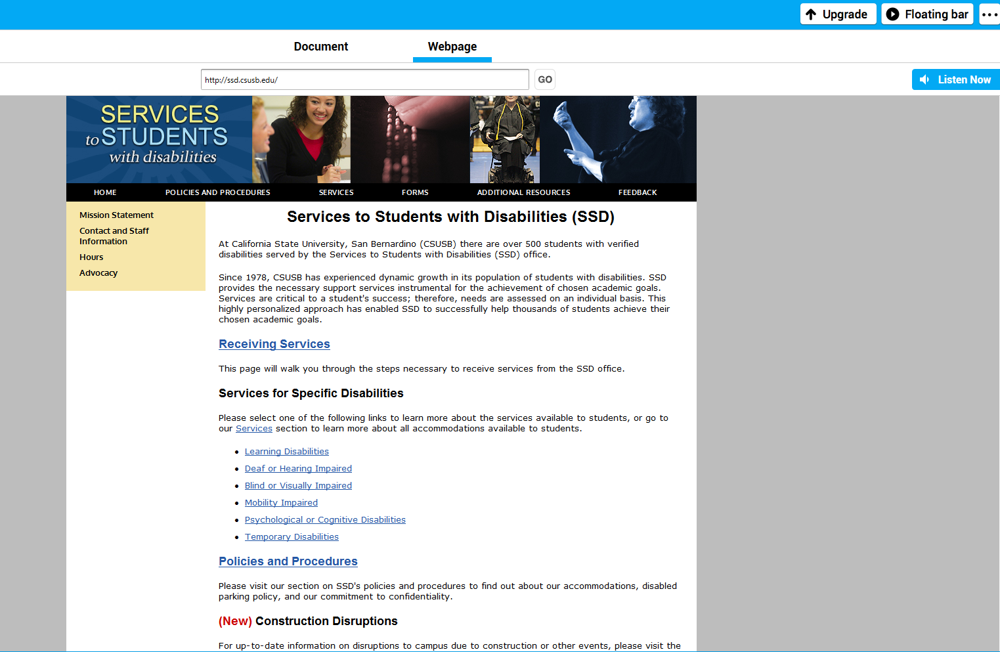 Upgrade
Floating bar
Document
Webpage
http://ssd.csusb.edu/
GO
Listen Now
SERVICES
to STUDENTS
with disabilities
HOME
POLICIES AND PROCEDURES
SERVICES
FORMS
ADDITIONAL RESOURCES
FEEDBACK
Mission Statement
Contact and Staff
Information
Hours
Advocacy
Services to Students with Disabilities (SSD)
At California State University, San Bernardino (CSUSB) there are over 500 students with verified
disabilities served by the Services to Students with Disabilities (SSD) office.
Since 1978, CSUSB has experienced dynamic growth in its population of students with disabilities. SSD
provides the necessary support services instrumental for the achievement of chosen academic goals.
Services are critical to a student's success; therefore, needs are assessed on an individual basis. This
highly personalized approach has enabled SSD to successfully help thousands of students achieve their
chosen academic goals.
Receiving Services
This page will walk you through the steps necessary to receive services from the SSD office.
Services for Specific Disabilities
Please select one of the following links to learn more about the services available to students, or go to
our Services section to learn more about all accommodations available to students.
Learning Disabilities
Deaf or Hearing Impaired
Blind or Visually Impaired
Mobility Impaired
Psychological or Cognitive Disabilities
Temporary Disabilities
Policies and Procedures
Please visit our section on SSD's policies and procedures to find out about our accommodations, disabled
parking policy, and our commitment to confidentiality.
(New) Construction Disruptions
For up-to-date information on disruptions to campus due to construction or other events, please visit the